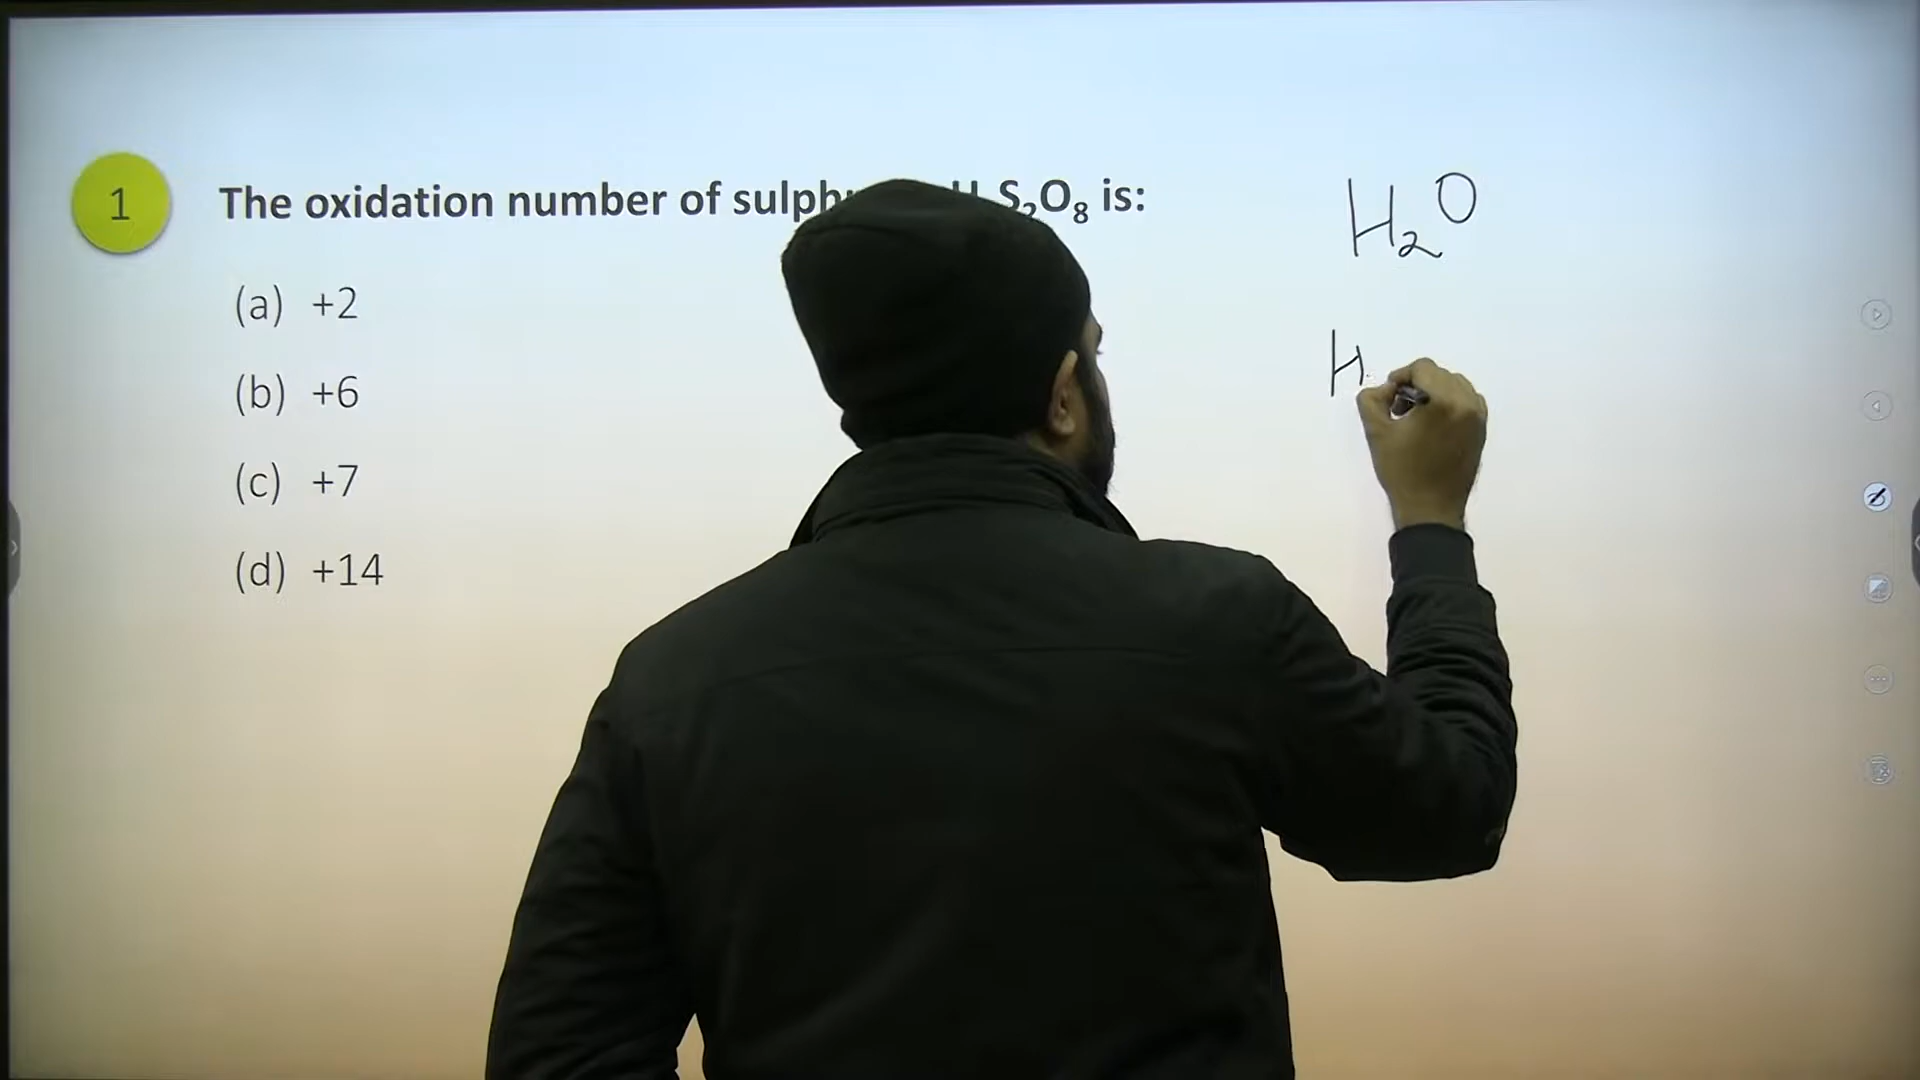 1
The oxidation number of sulph S₂O₈ is:
(a) +2
(b) +6
(c) +7
(d) +14
H₂O
H